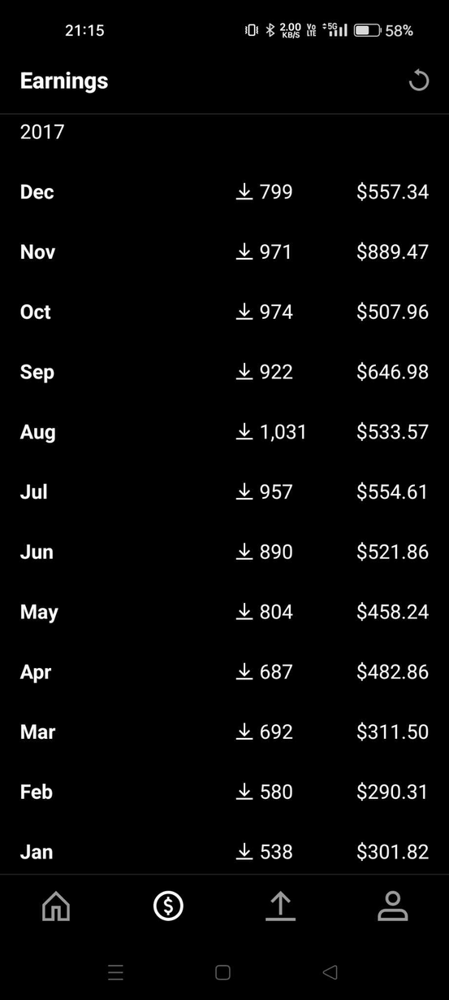 21:15 2.00 KB/S Vo LTE 5G 58%
Earnings
2017
Dec 799 $557.34
Nov 971 $889.47
Oct 974 $507.96
Sep 922 $646.98
Aug 1,031 $533.57
Jul 957 $554.61
Jun 890 $521.86
May 804 $458.24
Apr 687 $482.86
Mar 692 $311.50
Feb 580 $290.31
Jan 538 $301.82